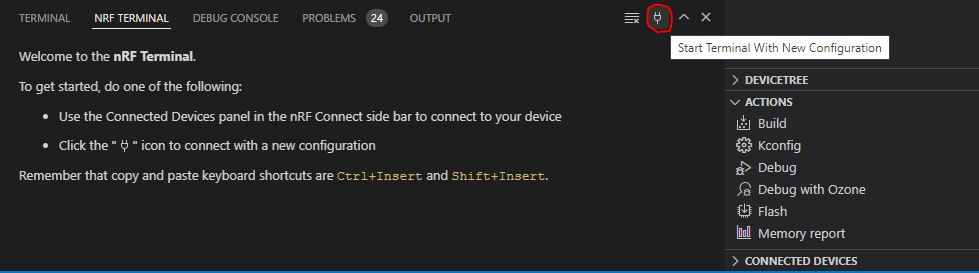 TERMINAL NRF TERMINAL DEBUG CONSOLE PROBLEMS 24 OUTPUT
Start Terminal With New Configuration
Welcome to the nRF Terminal.
To get started, do one of the following:
• Use the Connected Devices panel in the nRF Connect side bar to connect to your device
• Click the " " icon to connect with a new configuration
Remember that copy and paste keyboard shortcuts are Ctrl+Insert and Shift+Insert.
DEVICETREE
ACTIONS
Build
Kconfig
Debug
Debug with Ozone
Flash
Memory report
CONNECTED DEVICES